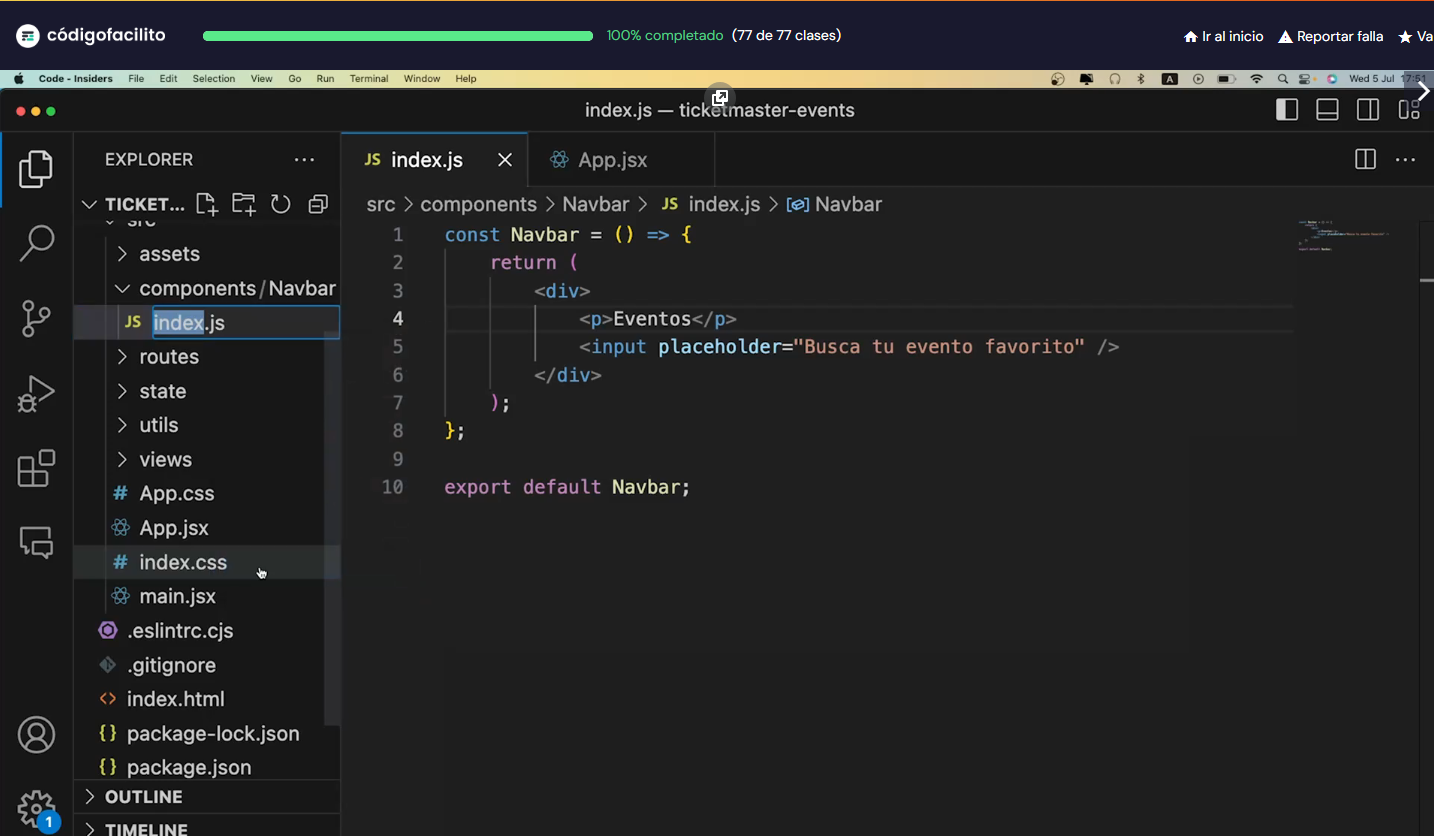 códigofacilito
100% completado (77 de 77 clases)
Ir al inicio
Reportar falla
Va
Code - Insiders File Edit Selection View Go Run Terminal Window Help
A
Wed 5 Jul 17:51
index.js — ticketmaster-events
EXPLORER
JS index.js
App.jsx
TICKET...
src > components > Navbar > JS index.js > Navbar
src
assets
components / Navbar
JS index.js
routes
state
utils
views
# App.css
App.jsx
# index.css
main.jsx
.eslintrc.cjs
.gitignore
<> index.html
{} package-lock.json
{} package.json
OUTLINE
TIMELINE
1
1 const Navbar = () => {
2 return (
3 <div>
4 <p>Eventos</p>
5 <input placeholder="Busca tu evento favorito" />
6 </div>
7 );
8 };
9
10 export default Navbar;